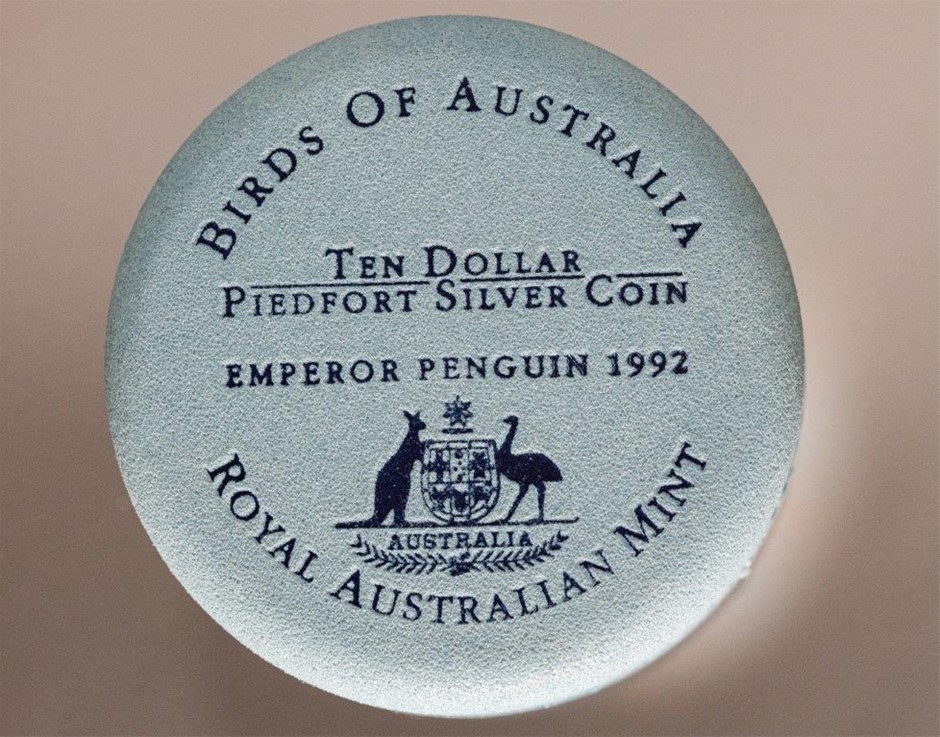 BIRDS OF AUSTRALIA
TEN DOLLAR
PIEDFORT SILVER COIN
EMPEROR PENGUIN 1992
AUSTRALIA
ROYAL AUSTRALIAN MINT